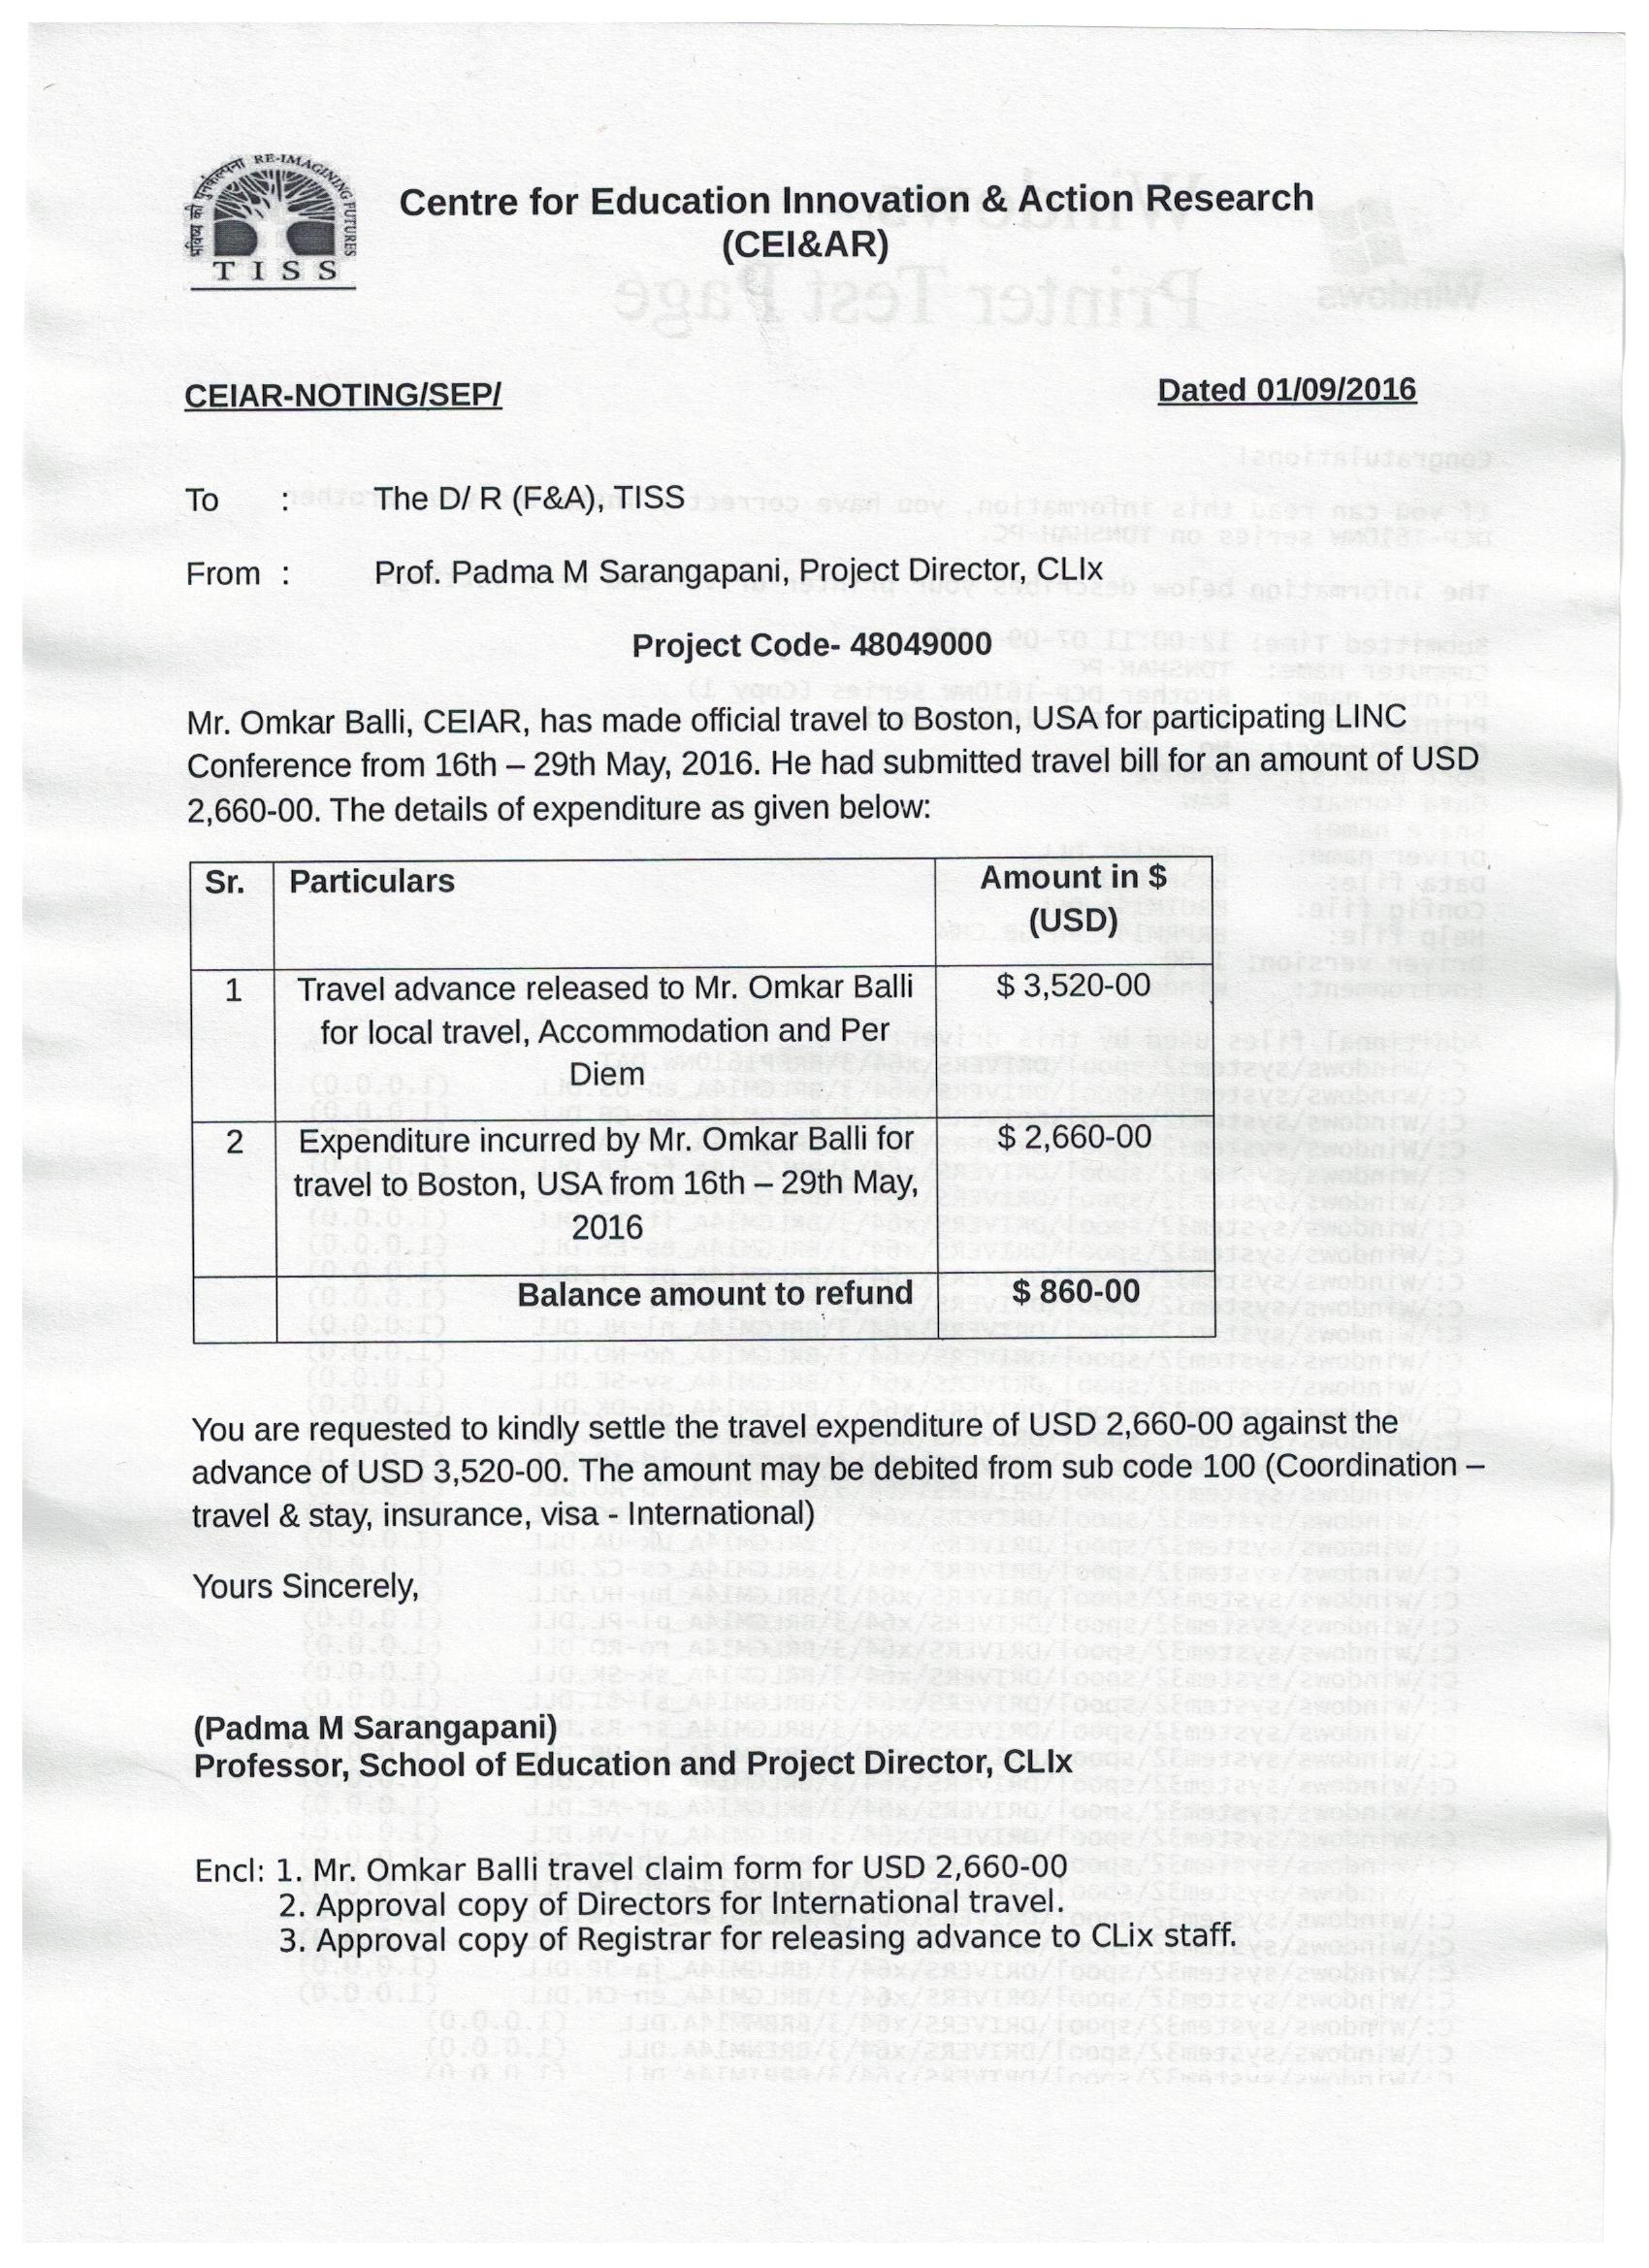 भविष्य की पुनर्कल्पना RE-IMAGINING FUTURES
T I S S
Centre for Education Innovation & Action Research
(CEI&AR)
CEIAR-NOTING/SEP/ Dated 01/09/2016
To : The D/ R (F&A), TISS
From : Prof. Padma M Sarangapani, Project Director, CLIx
Project Code- 48049000
Mr. Omkar Balli, CEIAR, has made official travel to Boston, USA for participating LINC
Conference from 16th – 29th May, 2016. He had submitted travel bill for an amount of USD
2,660-00. The details of expenditure as given below:
Sr. Particulars Amount in $
(USD)
1 Travel advance released to Mr. Omkar Balli $ 3,520-00
for local travel, Accommodation and Per
Diem
2 Expenditure incurred by Mr. Omkar Balli for $ 2,660-00
travel to Boston, USA from 16th – 29th May,
2016
Balance amount to refund $ 860-00
You are requested to kindly settle the travel expenditure of USD 2,660-00 against the
advance of USD 3,520-00. The amount may be debited from sub code 100 (Coordination –
travel & stay, insurance, visa - International)
Yours Sincerely,
(Padma M Sarangapani)
Professor, School of Education and Project Director, CLIx
Encl: 1. Mr. Omkar Balli travel claim form for USD 2,660-00
2. Approval copy of Directors for International travel.
3. Approval copy of Registrar for releasing advance to CLix staff.